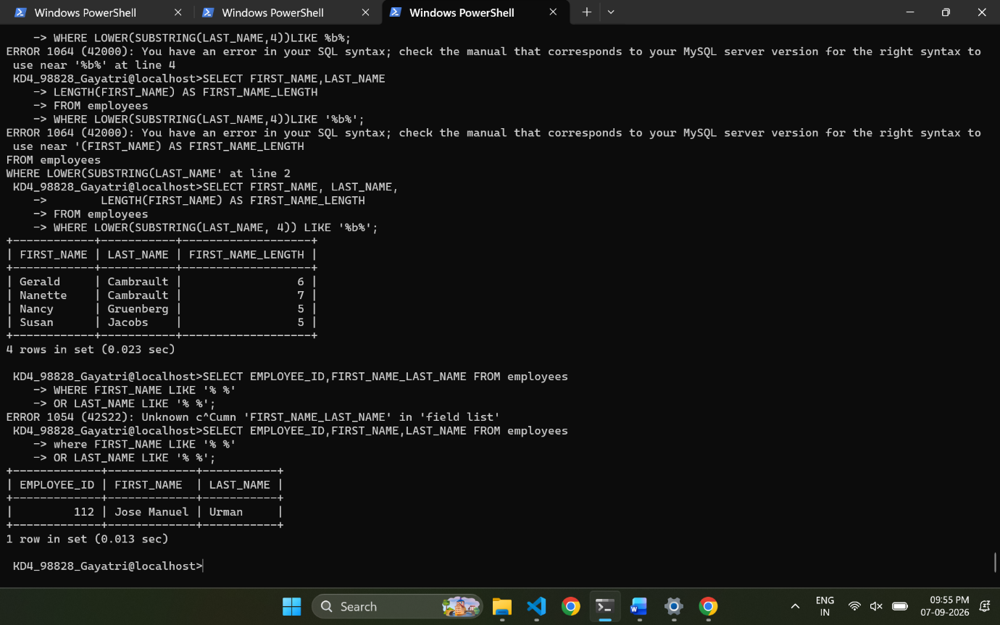 Windows PowerShell
Windows PowerShell
Windows PowerShell
    -> WHERE LOWER(SUBSTRING(LAST_NAME,4))LIKE %b%;
ERROR 1064 (42000): You have an error in your SQL syntax; check the manual that corresponds to your MySQL server version for the right syntax to
 use near '%b%' at line 4
 KD4_98828_Gayatri@localhost>SELECT FIRST_NAME,LAST_NAME
    -> LENGTH(FIRST_NAME) AS FIRST_NAME_LENGTH
    -> FROM employees
    -> WHERE LOWER(SUBSTRING(LAST_NAME,4))LIKE '%b%';
ERROR 1064 (42000): You have an error in your SQL syntax; check the manual that corresponds to your MySQL server version for the right syntax to
 use near '(FIRST_NAME) AS FIRST_NAME_LENGTH
FROM employees
WHERE LOWER(SUBSTRING(LAST_NAME' at line 2
 KD4_98828_Gayatri@localhost>SELECT FIRST_NAME, LAST_NAME,
    ->        LENGTH(FIRST_NAME) AS FIRST_NAME_LENGTH
    -> FROM employees
    -> WHERE LOWER(SUBSTRING(LAST_NAME, 4)) LIKE '%b%';
+------------+-----------+-------------------+
| FIRST_NAME | LAST_NAME | FIRST_NAME_LENGTH |
+------------+-----------+-------------------+
| Gerald     | Cambrault |                 6 |
| Nanette    | Cambrault |                 7 |
| Nancy      | Gruenberg |                 5 |
| Susan      | Jacobs    |                 5 |
+------------+-----------+-------------------+
4 rows in set (0.023 sec)
 KD4_98828_Gayatri@localhost>SELECT EMPLOYEE_ID,FIRST_NAME_LAST_NAME FROM employees
    -> WHERE FIRST_NAME LIKE '% %'
    -> OR LAST_NAME LIKE '% %';
ERROR 1054 (42S22): Unknown c^Cumn 'FIRST_NAME_LAST_NAME' in 'field list'
 KD4_98828_Gayatri@localhost>SELECT EMPLOYEE_ID,FIRST_NAME,LAST_NAME FROM employees
    -> where FIRST_NAME LIKE '% %'
    -> OR LAST_NAME LIKE '% %';
+-------------+-------------+-----------+
| EMPLOYEE_ID | FIRST_NAME  | LAST_NAME |
+-------------+-------------+-----------+
|         112 | Jose Manuel | Urman     |
+-------------+-------------+-----------+
1 row in set (0.013 sec)
 KD4_98828_Gayatri@localhost>
Search
ENG
IN
09:55 PM
07-09-2026